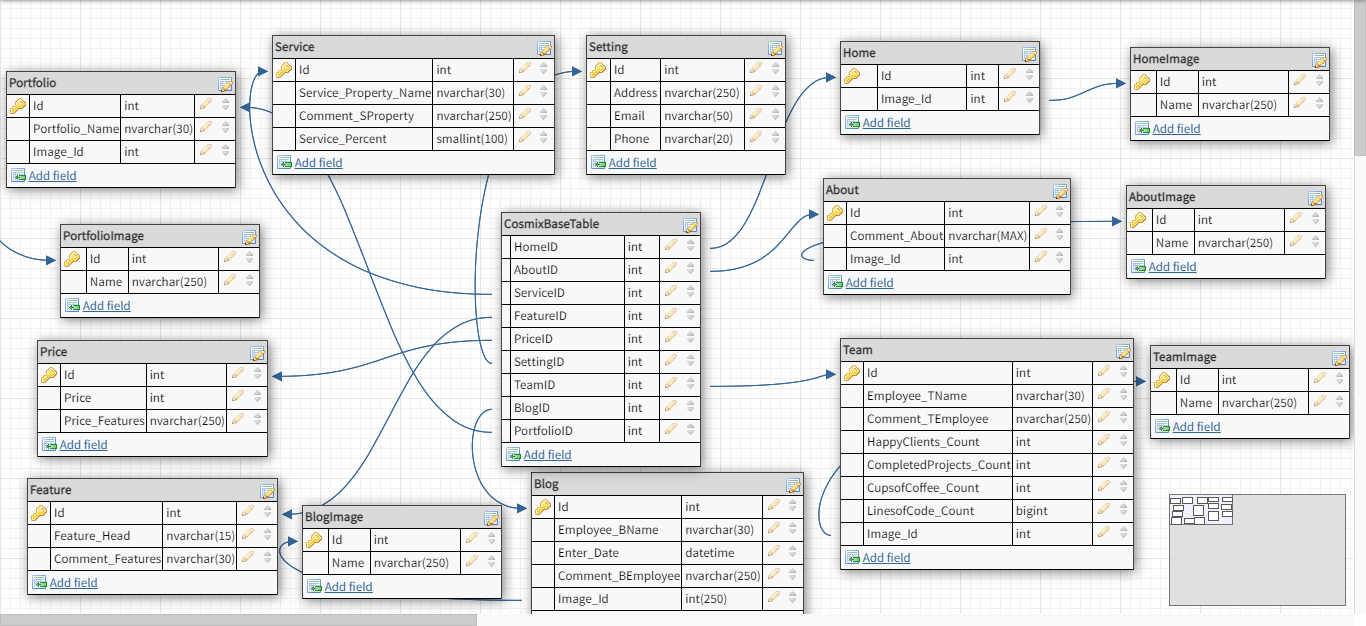 Portfolio
Id int
Portfolio_Name nvarchar(30)
Image_Id int
Add field
Service
Id int
Service_Property_Name nvarchar(30)
Comment_SProperty nvarchar(250)
Service_Percent smallint(100)
Add field
Setting
Id int
Address nvarchar(250)
Email nvarchar(50)
Phone nvarchar(20)
Add field
Home
Id int
Image_Id int
Add field
HomeImage
Id int
Name nvarchar(250)
Add field
PortfolioImage
Id int
Name nvarchar(250)
Add field
CosmixBaseTable
HomeID int
AboutID int
ServiceID int
FeatureID int
PriceID int
SettingID int
TeamID int
BlogID int
PortfolioID int
Add field
About
Id int
Comment_About nvarchar(MAX)
Image_Id int
Add field
AboutImage
Id int
Name nvarchar(250)
Add field
Price
Id int
Price int
Price_Features nvarchar(250)
Add field
Team
Id int
Employee_TName nvarchar(30)
Comment_TEmployee nvarchar(250)
HappyClients_Count int
CompletedProjects_Count int
CupsofCoffee_Count int
LinesofCode_Count bigint
Image_Id int
Add field
TeamImage
Id int
Name nvarchar(250)
Add field
Feature
Id int
Feature_Head nvarchar(15)
Comment_Features nvarchar(30)
Add field
BlogImage
Id int
Name nvarchar(250)
Add field
Blog
Id int
Employee_BName nvarchar(30)
Enter_Date datetime
Comment_BEmployee nvarchar(250)
Image_Id int(250)